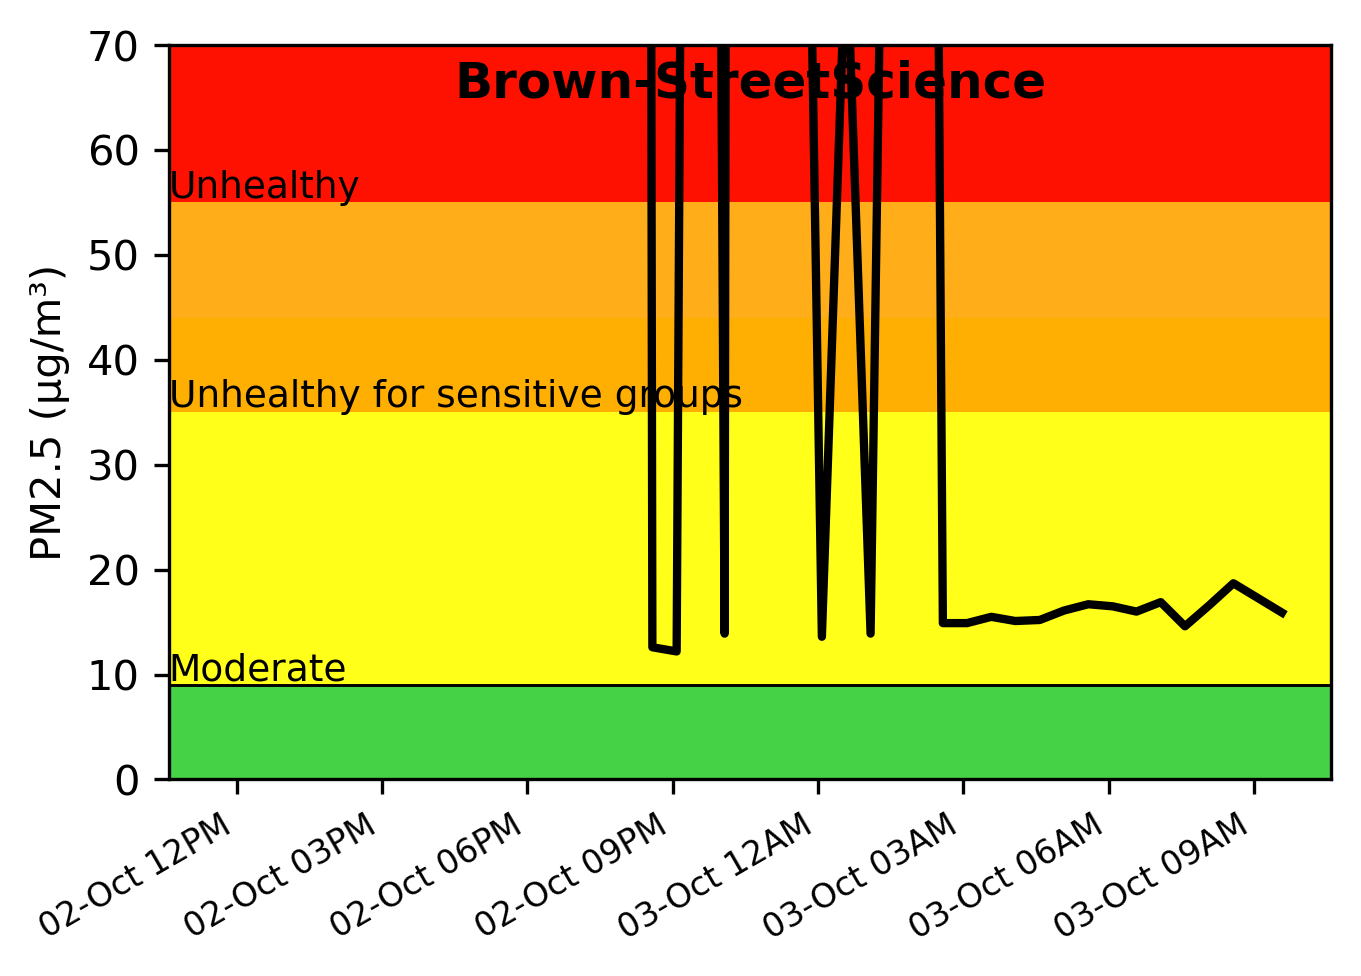 Brown-StreetScience
PM2.5 (µg/m³)
70
60
50
40
30
20
10
0
Unhealthy
Unhealthy for sensitive groups
Moderate
02-Oct 12PM
02-Oct 03PM
02-Oct 06PM
02-Oct 09PM
03-Oct 12AM
03-Oct 03AM
03-Oct 06AM
03-Oct 09AM